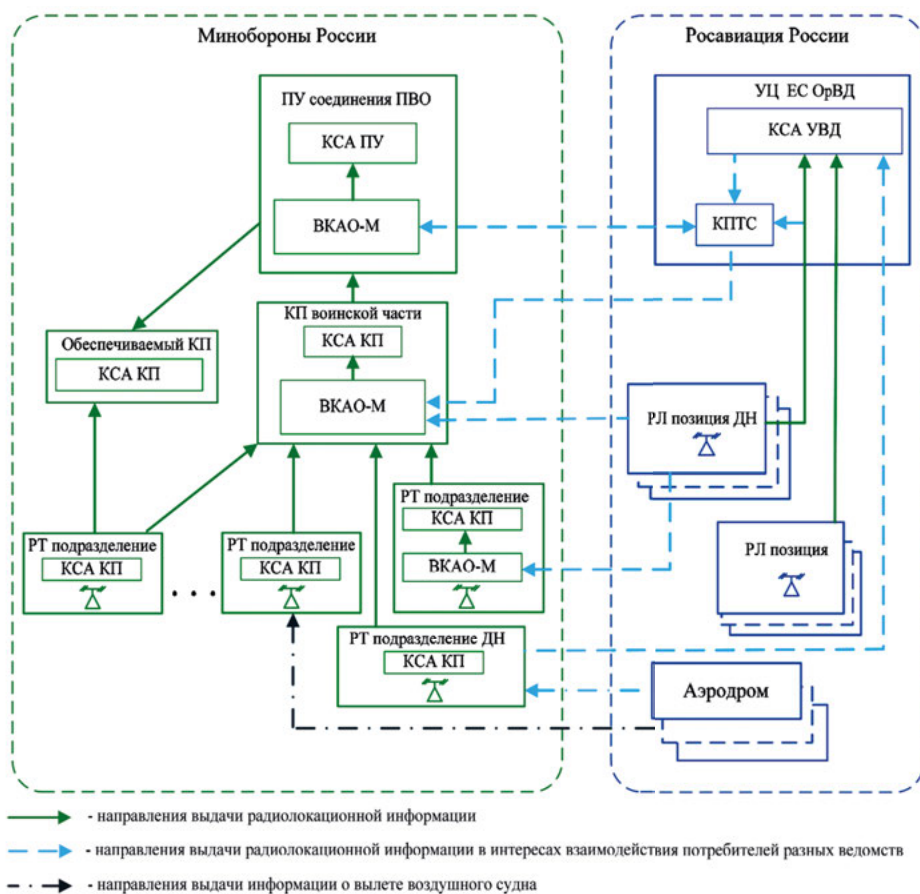 Минобороны России
Росавиация России
ПУ соединения ПВО
КСА ПУ
ВКАО-М
УЦ ЕС ОрВД
КСА УВД
КПТС
КП воинской части
КСА КП
ВКАО-М
Обеспечиваемый КП
КСА КП
РЛ позиция ДН
РТ подразделение
КСА КП
. . .
РТ подразделение
КСА КП
РТ подразделение
КСА КП
ВКАО-М
РЛ позиция
РТ подразделение ДН
КСА КП
Аэродром
- направления выдачи радиолокационной информации
- направления выдачи радиолокационной информации в интересах взаимодействия потребителей разных ведомств
- направления выдачи информации о вылете воздушного судна